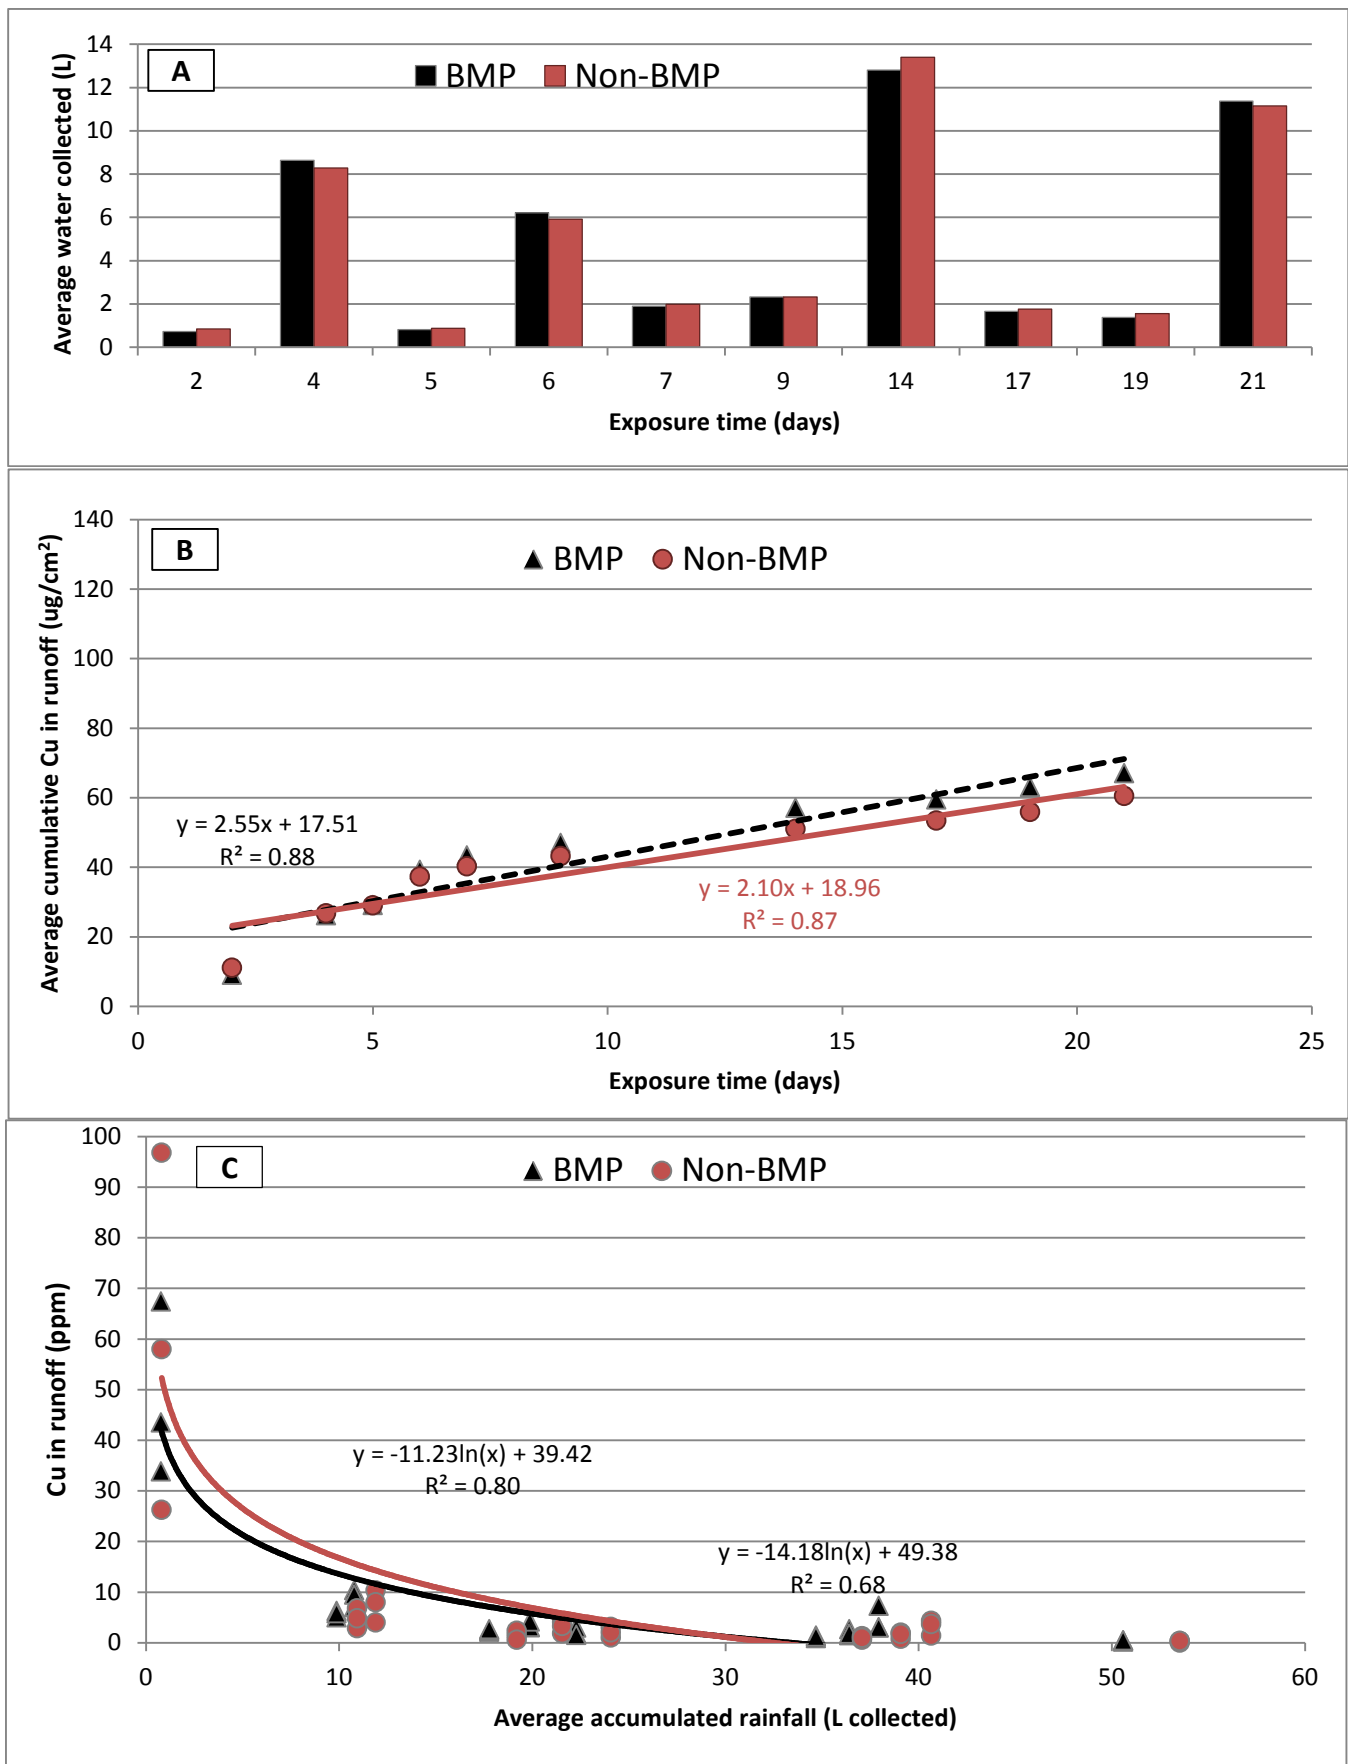 A
BMP Non-BMP
Average water collected (L)
14
12
10
8
6
4
2
0
2 4 5 6 7 9 14 17 19 21
Exposure time (days)
B
BMP Non-BMP
Average cumulative Cu in runoff (ug/cm²)
140
120
100
80
60
40
20
0
y = 2.55x + 17.51
R² = 0.88
y = 2.10x + 18.96
R² = 0.87
0 5 10 15 20 25
Exposure time (days)
C
BMP Non-BMP
Cu in runoff (ppm)
100
90
80
70
60
50
40
30
20
10
0
y = -11.23ln(x) + 39.42
R² = 0.80
y = -14.18ln(x) + 49.38
R² = 0.68
0 10 20 30 40 50 60
Average accumulated rainfall (L collected)